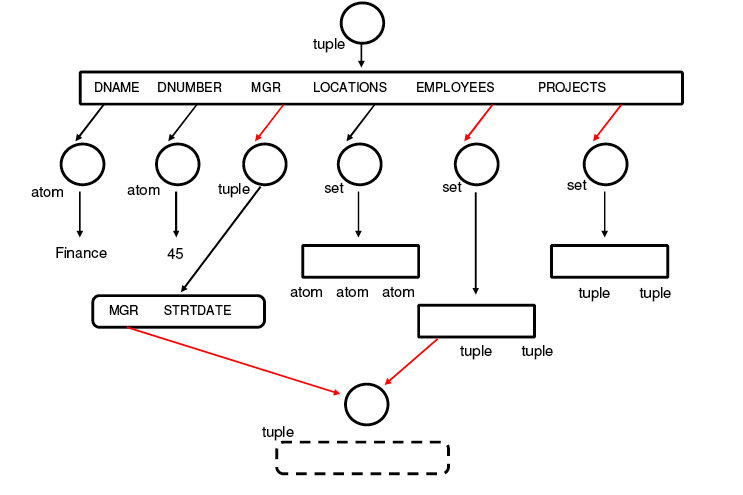 tuple
DNAME DNUMBER MGR LOCATIONS EMPLOYEES PROJECTS
atom atom tuple set set set
Finance 45
atom atom atom tuple tuple
MGR STRTDATE
tuple tuple
tuple